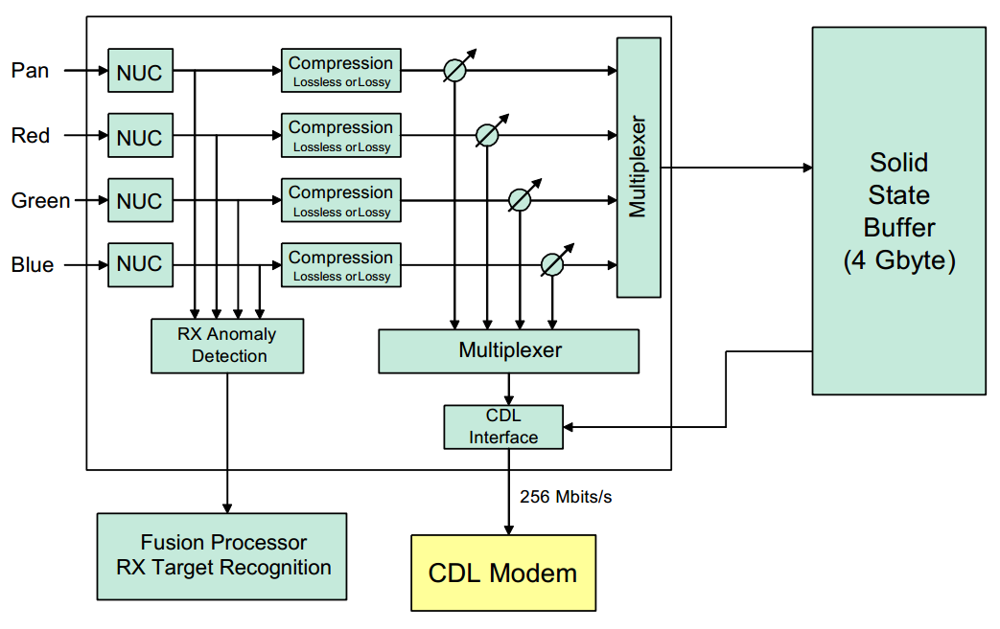 Pan
NUC
Compression
Lossless or Lossy
Red
NUC
Compression
Lossless or Lossy
Green
NUC
Compression
Lossless or Lossy
Blue
NUC
Compression
Lossless or Lossy
Multiplexer
Solid
State
Buffer
(4 Gbyte)
RX Anomaly
Detection
Multiplexer
CDL
Interface
256 Mbits/s
Fusion Processor
RX Target Recognition
CDL Modem